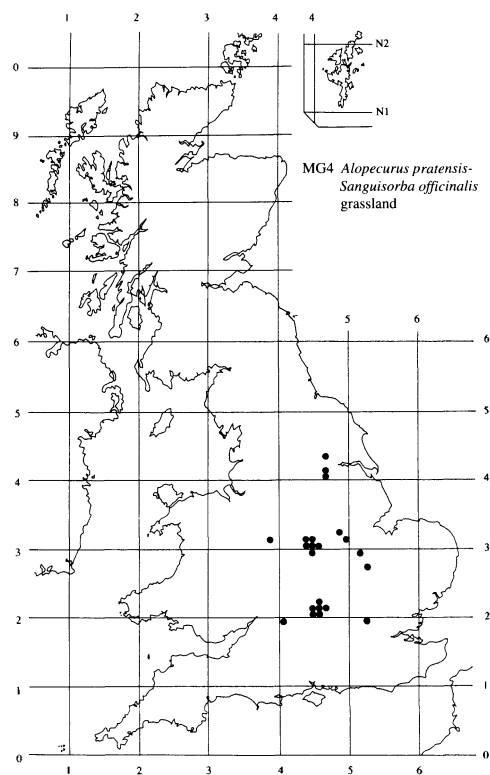 1 2 3 4 4
N2
0
N1
9
MG4 Alopecurus pratensis-
Sanguisorba officinalis
grassland
8
7
5 6
6 6
5 5
4 4
3 3
2 2
1 1
0 0
1 2 3 4 5 6